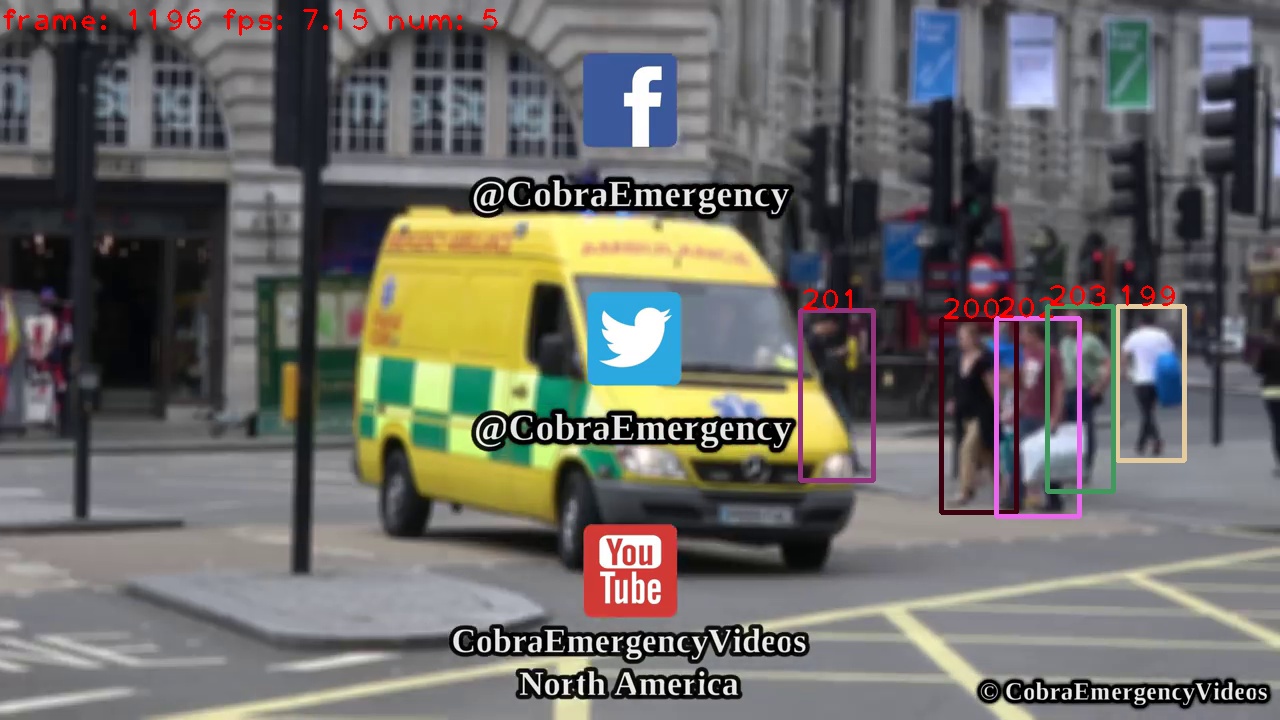 frame: 1196 fps: 7.15 num: 5
@CobraEmergency
201
200
202
203
199
@CobraEmergency
You
Tube
CobraEmergencyVideos
North America
© CobraEmergencyVideos